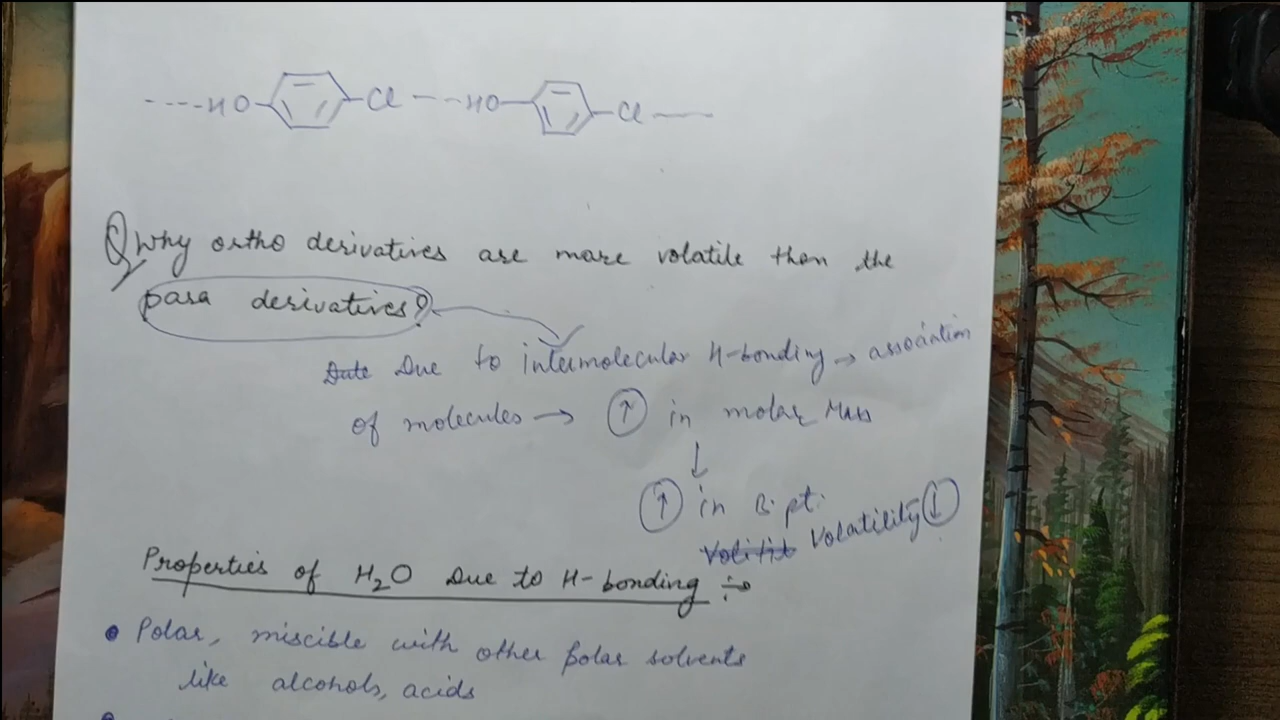 ----HO-Cl---HO-Cl
Q Why ortho derivatives are more volatile than the
para derivatives?
Due to intermolecular H-bonding → association
of molecules → ↑ in molar Mass
↓
↑ in B.pt.
Volatility ↓
Properties of H2O Due to H-bonding ÷
• Polar, miscible with other polar solvents
like alcohols, acids